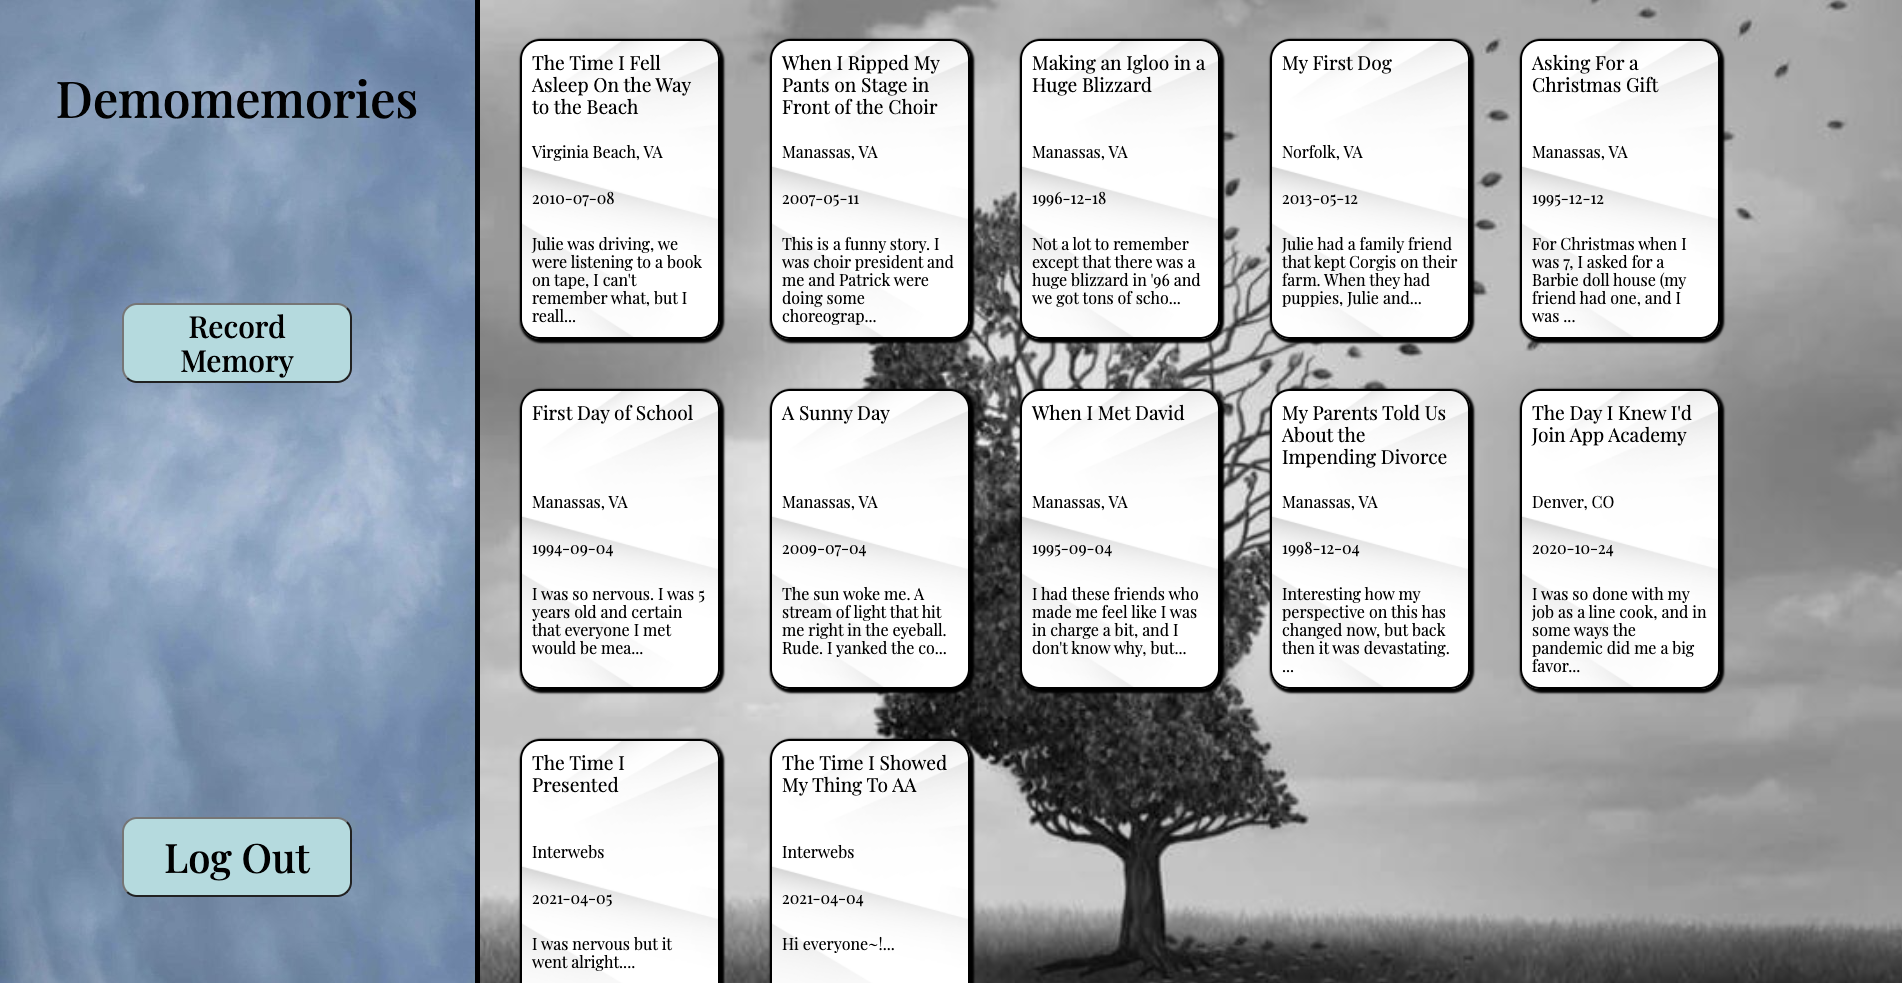 Demomemories
Record
Memory
Log Out
The Time I Fell
Asleep On the Way
to the Beach
Virginia Beach, VA
2010-07-08
Julie was driving, we
were listening to a book
on tape, I can't
remember what, but I
reall...
When I Ripped My
Pants on Stage in
Front of the Choir
Manassas, VA
2007-05-11
This is a funny story. I
was choir president and
me and Patrick were
doing some
choreograp...
Making an Igloo in a
Huge Blizzard
Manassas, VA
1996-12-18
Not a lot to remember
except that there was a
huge blizzard in '96 and
we got tons of scho...
My First Dog
Norfolk, VA
2013-05-12
Julie had a family friend
that kept Corgis on their
farm. When they had
puppies, Julie and...
Asking For a
Christmas Gift
Manassas, VA
1995-12-12
For Christmas when I
was 7, I asked for a
Barbie doll house (my
friend had one, and I
was ...
First Day of School
Manassas, VA
1994-09-04
I was so nervous. I was 5
years old and certain
that everyone I met
would be mea...
A Sunny Day
Manassas, VA
2009-07-04
The sun woke me. A
stream of light that hit
me right in the eyeball.
Rude. I yanked the co...
When I Met David
Manassas, VA
1995-09-04
I had these friends who
made me feel like I was
in charge a bit, and I
don't know why, but...
My Parents Told Us
About the
Impending Divorce
Manassas, VA
1998-12-04
Interesting how my
perspective on this has
changed now, but back
then it was devastating.
...
The Day I Knew I'd
Join App Academy
Denver, CO
2020-10-24
I was so done with my
job as a line cook, and in
some ways the
pandemic did me a big
favor...
The Time I
Presented
Interwebs
2021-04-05
I was nervous but it
went alright....
The Time I Showed
My Thing To AA
Interwebs
2021-04-04
Hi everyone~!...